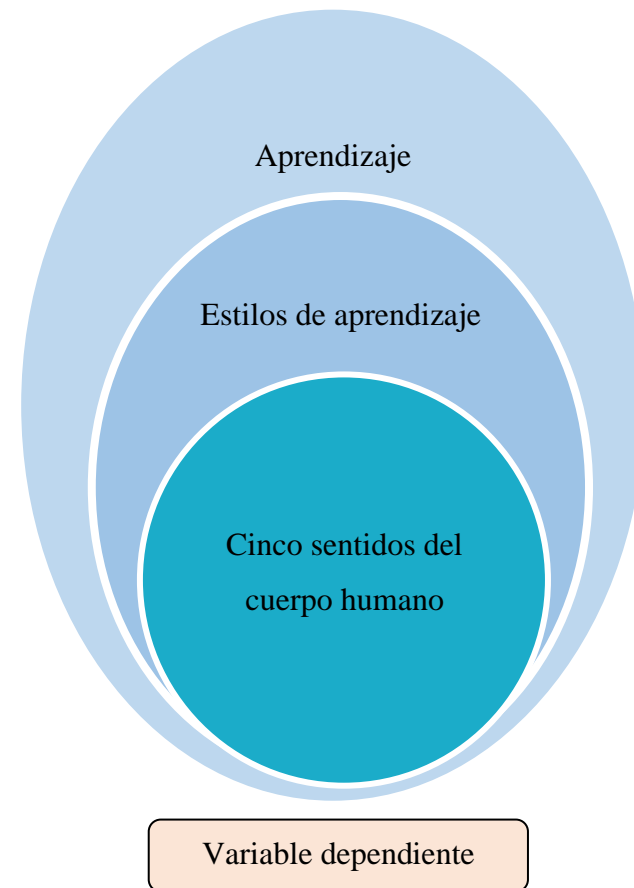 Aprendizaje
Estilos de aprendizaje
Cinco sentidos del
cuerpo humano
Variable dependiente